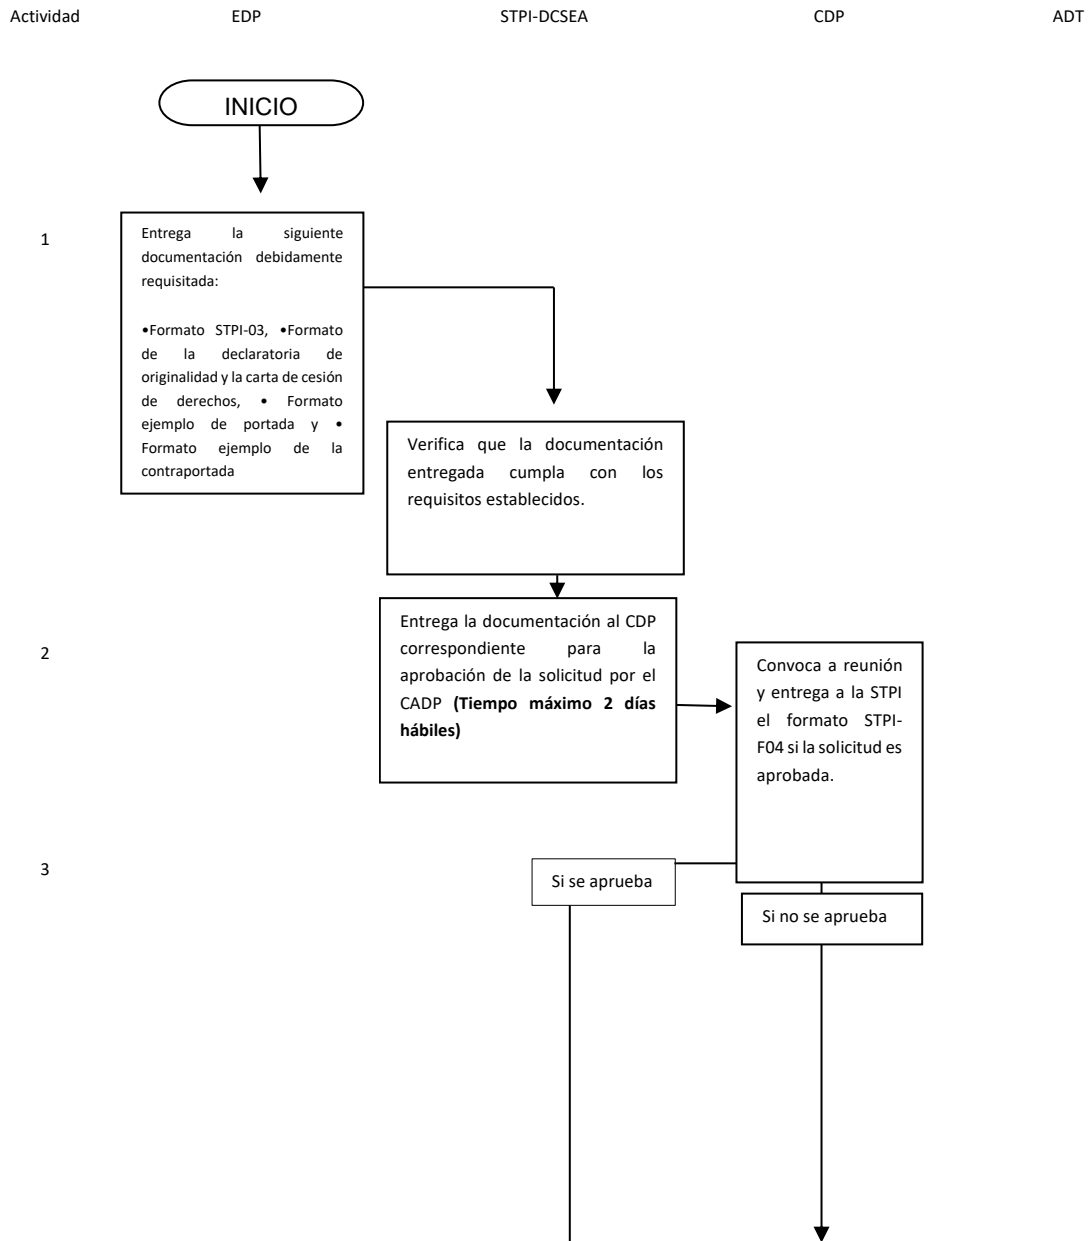 Actividad EDP STPI-DCSEA CDP ADT
INICIO
1
Entrega la siguiente
documentación debidamente
requisitada:
•Formato STPI-03, •Formato
de la declaratoria de
originalidad y la carta de cesión
de derechos, • Formato
ejemplo de portada y •
Formato ejemplo de la
contraportada
Verifica que la documentación
entregada cumpla con los
requisitos establecidos.
2
Entrega la documentación al CDP
correspondiente para la
aprobación de la solicitud por el
CADP (Tiempo máximo 2 días
hábiles)
Convoca a reunión
y entrega a la STPI
el formato STPI-
F04 si la solicitud es
aprobada.
3
Si se aprueba
Si no se aprueba